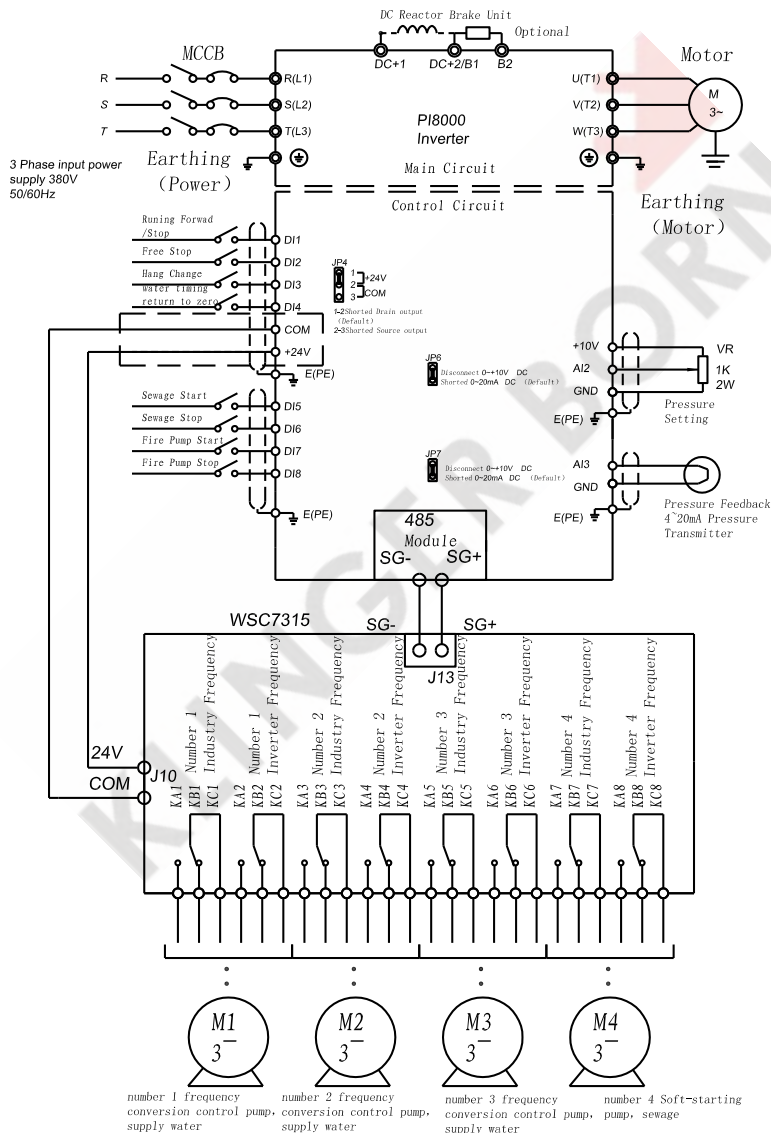 DC Reactor Brake Unit
Optional
MCCB
DC+1
DC+2/B1
B2
Motor
R
R(L1)
U(T1)
M
3~
S
S(L2)
V(T2)
PI8000
Inverter
T
T(L3)
W(T3)
3 Phase input power
supply 380V
50/60Hz
Earthing
(Power)
Main Circuit
Control Circuit
Earthing
(Motor)
Runing Forwad
/Stop
DI1
Free Stop
DI2
Hang Change
DI3
water timing
return to zero
DI4
JP4
1
2
3
+24V
COM
1-2Shorted Drain output
(Default)
2-3Shorted Source output
COM
+24V
E(PE)
+10V
VR
AI2
1K
2W
GND
E(PE)
Pressure
Setting
JP6
Disconnect 0~+10V DC
Shorted 0~20mA DC (Default)
Sewage Start
DI5
Sewage Stop
DI6
Fire Pump Start
DI7
Fire Pump Stop
DI8
E(PE)
JP7
Disconnect 0~+10V DC
Shorted 0~20mA DC (Default)
AI3
GND
E(PE)
Pressure Feedback
4~20mA Pressure
Transmitter
485
Module
SG- SG+
WSC7315
SG- SG+
J13
24V
COM
J10
KA1
KB1 Number 1
KC1 Industry Frequency
KA2
KB2 Number 1
KC2 Inverter Frequency
KA3
KB3 Number 2
KC3 Industry Frequency
KA4
KB4 Number 2
KC4 Inverter Frequency
KA5
KB5 Number 3
KC5 Industry Frequency
KA6
KB6 Number 3
KC6 Inverter Frequency
KA7
KB7 Number 4
KC7 Industry Frequency
KA8
KB8 Number 4
KC8 Inverter Frequency
M1
3-
M2
3-
M3
3-
M4
3-
number 1 frequency
conversion control pump,
supply water
number 2 frequency
conversion control pump,
supply water
number 3 frequency
conversion control pump,
supply water
number 4 Soft-starting
pump, sewage
KLINGER BORN